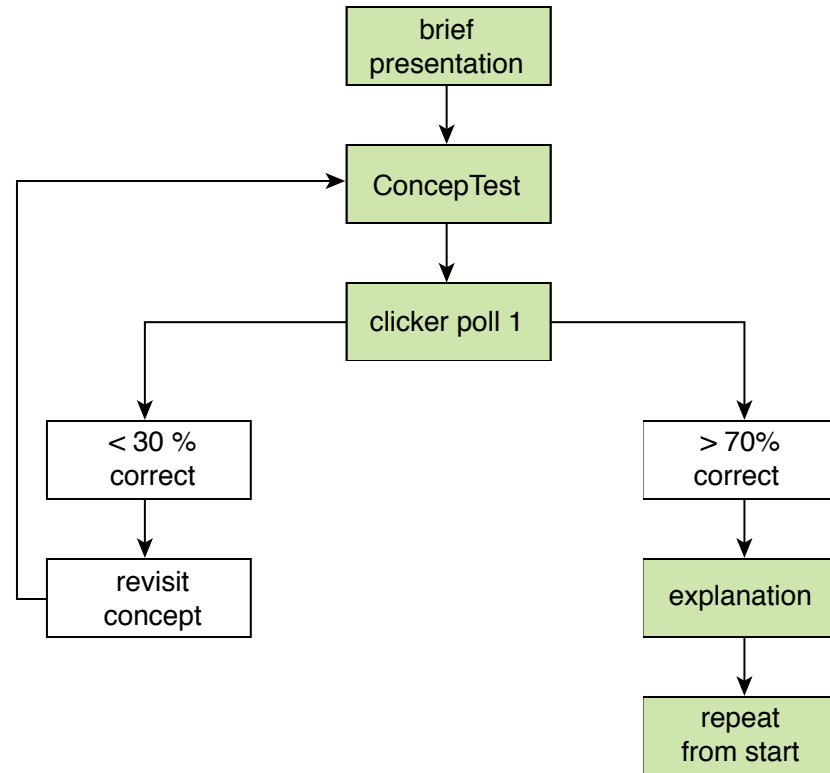 brief
presentation
ConcepTest
clicker poll 1
< 30 %
correct
> 70%
correct
revisit
concept
explanation
repeat
from start